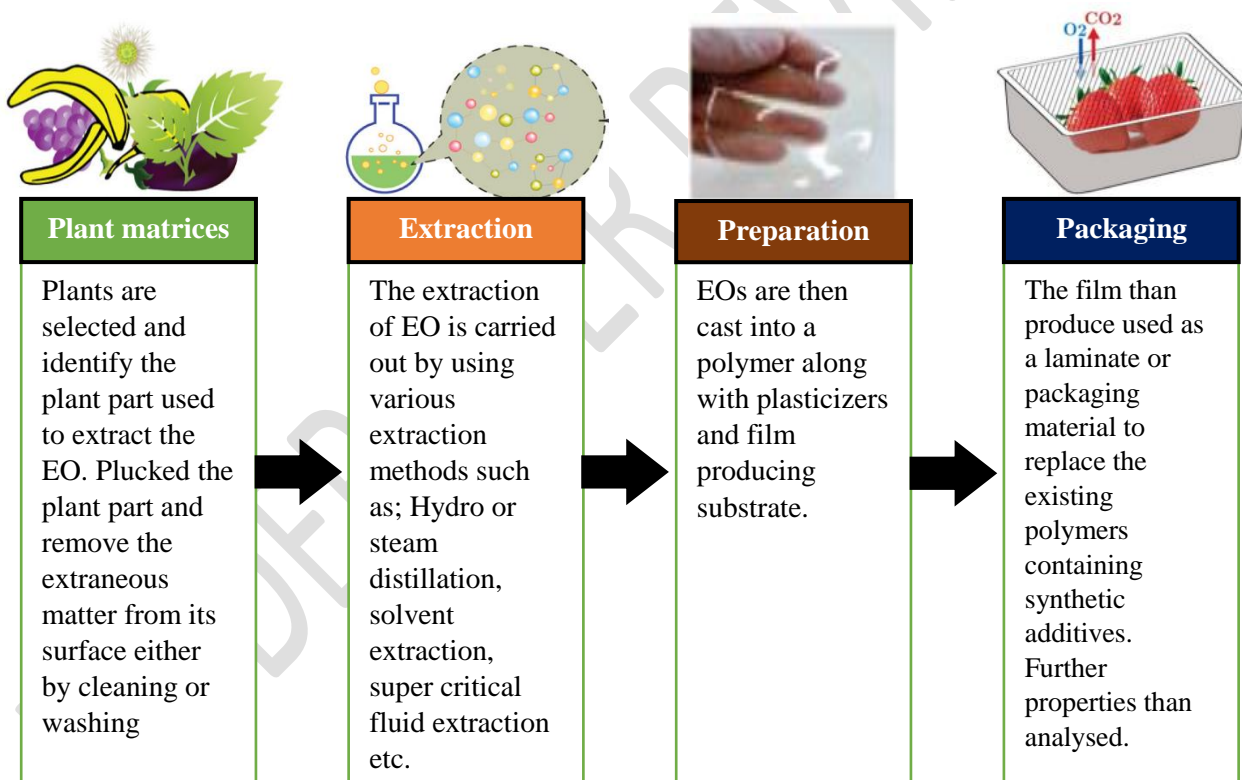 O2
CO2
Plant matrices
Plants are
selected and
identify the
plant part used
to extract the
EO. Plucked the
plant part and
remove the
extraneous
matter from its
surface either
by cleaning or
washing
Extraction
The extraction
of EO is carried
out by using
various
extraction
methods such
as; Hydro or
steam
distillation,
solvent
extraction,
super critical
fluid extraction
etc.
Preparation
EOs are then
cast into a
polymer along
with plasticizers
and film
producing
substrate.
Packaging
The film than
produce used as
a laminate or
packaging
material to
replace the
existing
polymers
containing
synthetic
additives.
Further
properties than
analysed.